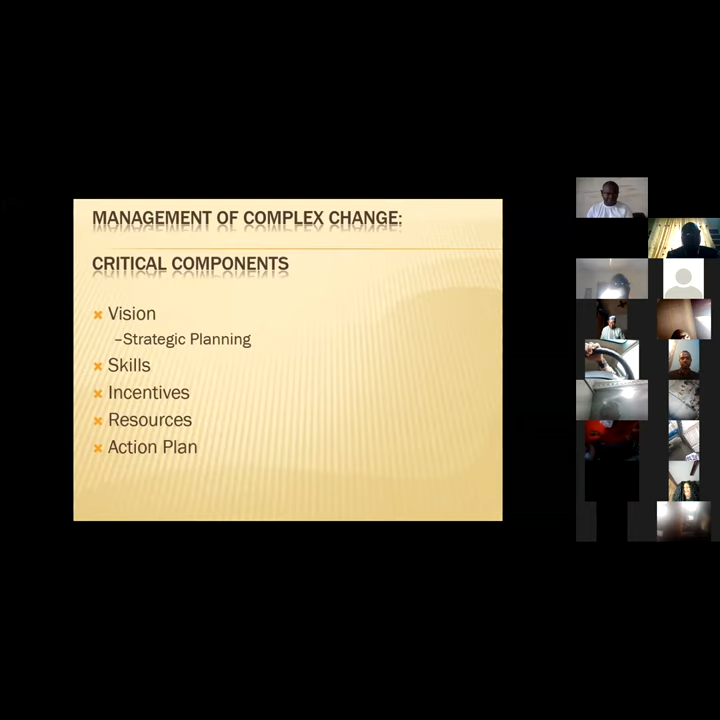 MANAGEMENT OF COMPLEX CHANGE:
CRITICAL COMPONENTS
Vision
–Strategic Planning
Skills
Incentives
Resources
Action Plan